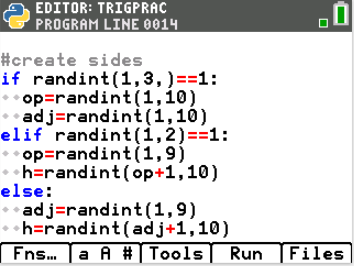 EDITOR: TRIGPRAC
PROGRAM LINE 0014
#create sides
if randint(1,3,)==1:
◆◆op=randint(1,10)
◆◆adj=randint(1,10)
elif randint(1,2)==1:
◆◆op=randint(1,9)
◆◆h=randint(op+1,10)
else:
◆◆adj=randint(1,9)
◆◆h=randint(adj+1,10)
Fns… a A # Tools Run Files